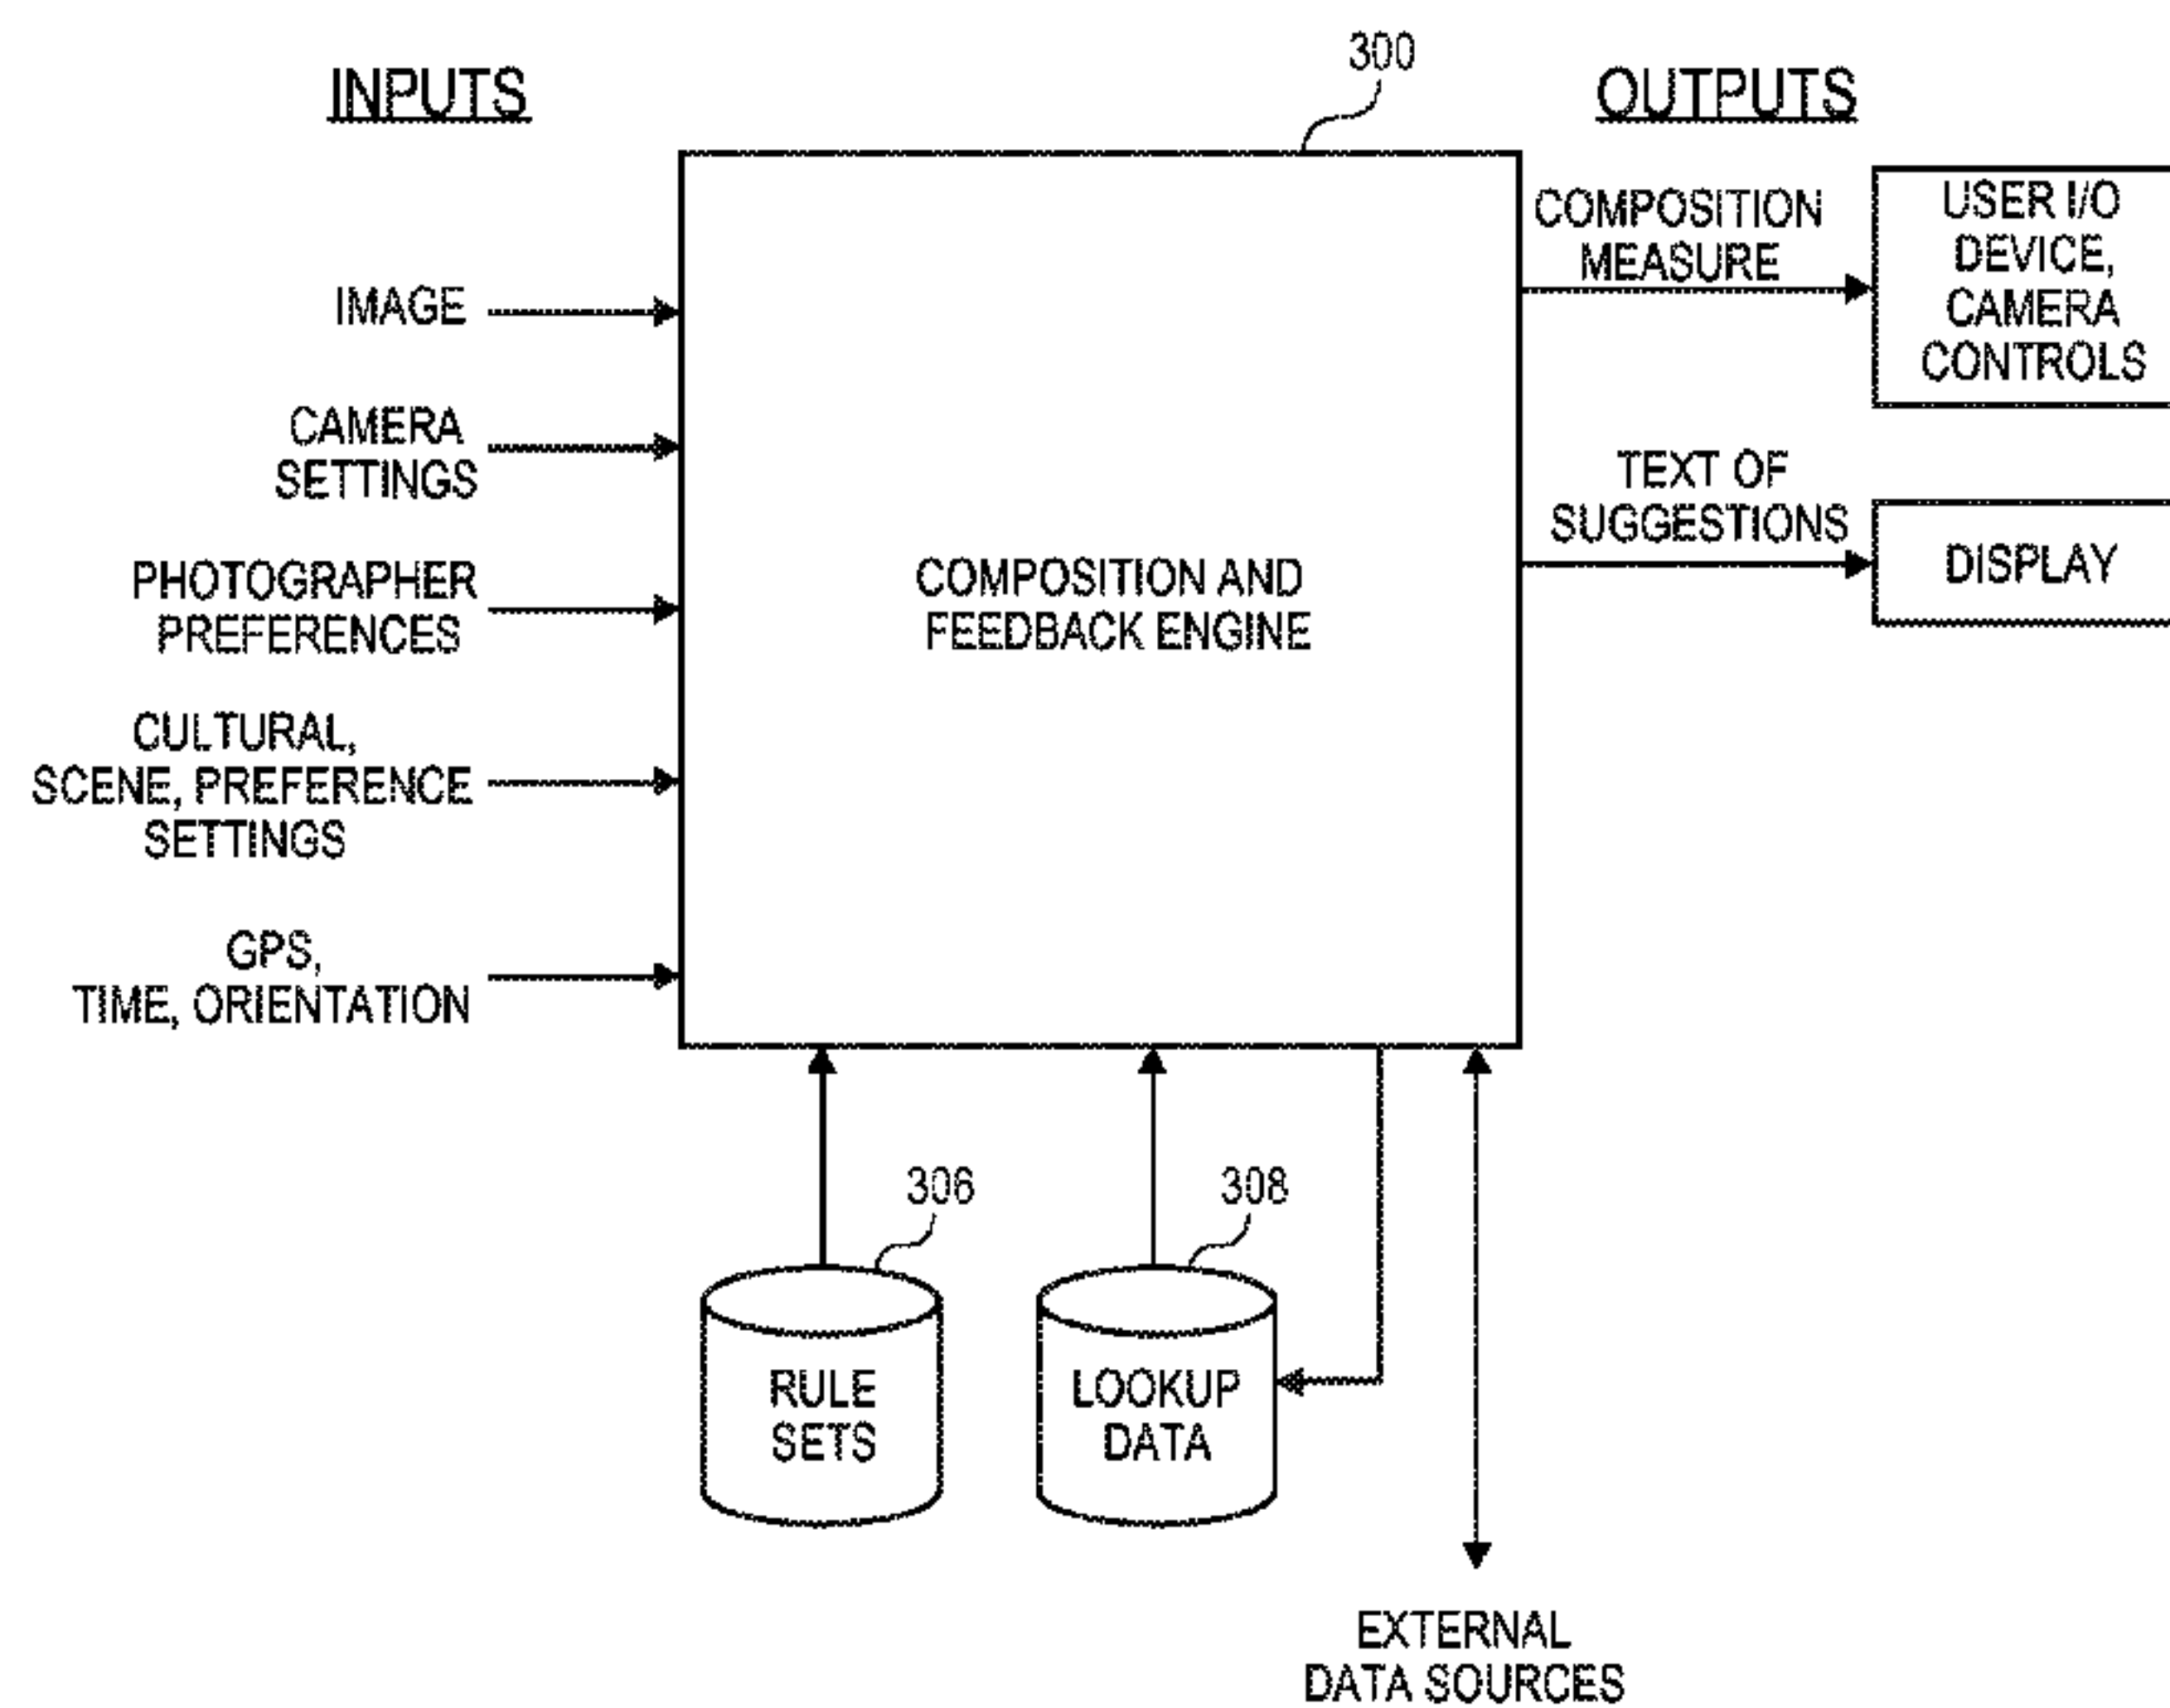 300
INPUTS
OUTPUTS
IMAGE
CAMERA
SETTINGS
PHOTOGRAPHER
PREFERENCES
CULTURAL,
SCENE, PREFERENCE
SETTINGS
GPS,
TIME, ORIENTATION
COMPOSITION AND
FEEDBACK ENGINE
COMPOSITION
MEASURE
USER I/O
DEVICE,
CAMERA
CONTROLS
TEXT OF
SUGGESTIONS
DISPLAY
306
308
RULE
SETS
LOOKUP
DATA
EXTERNAL
DATA SOURCES